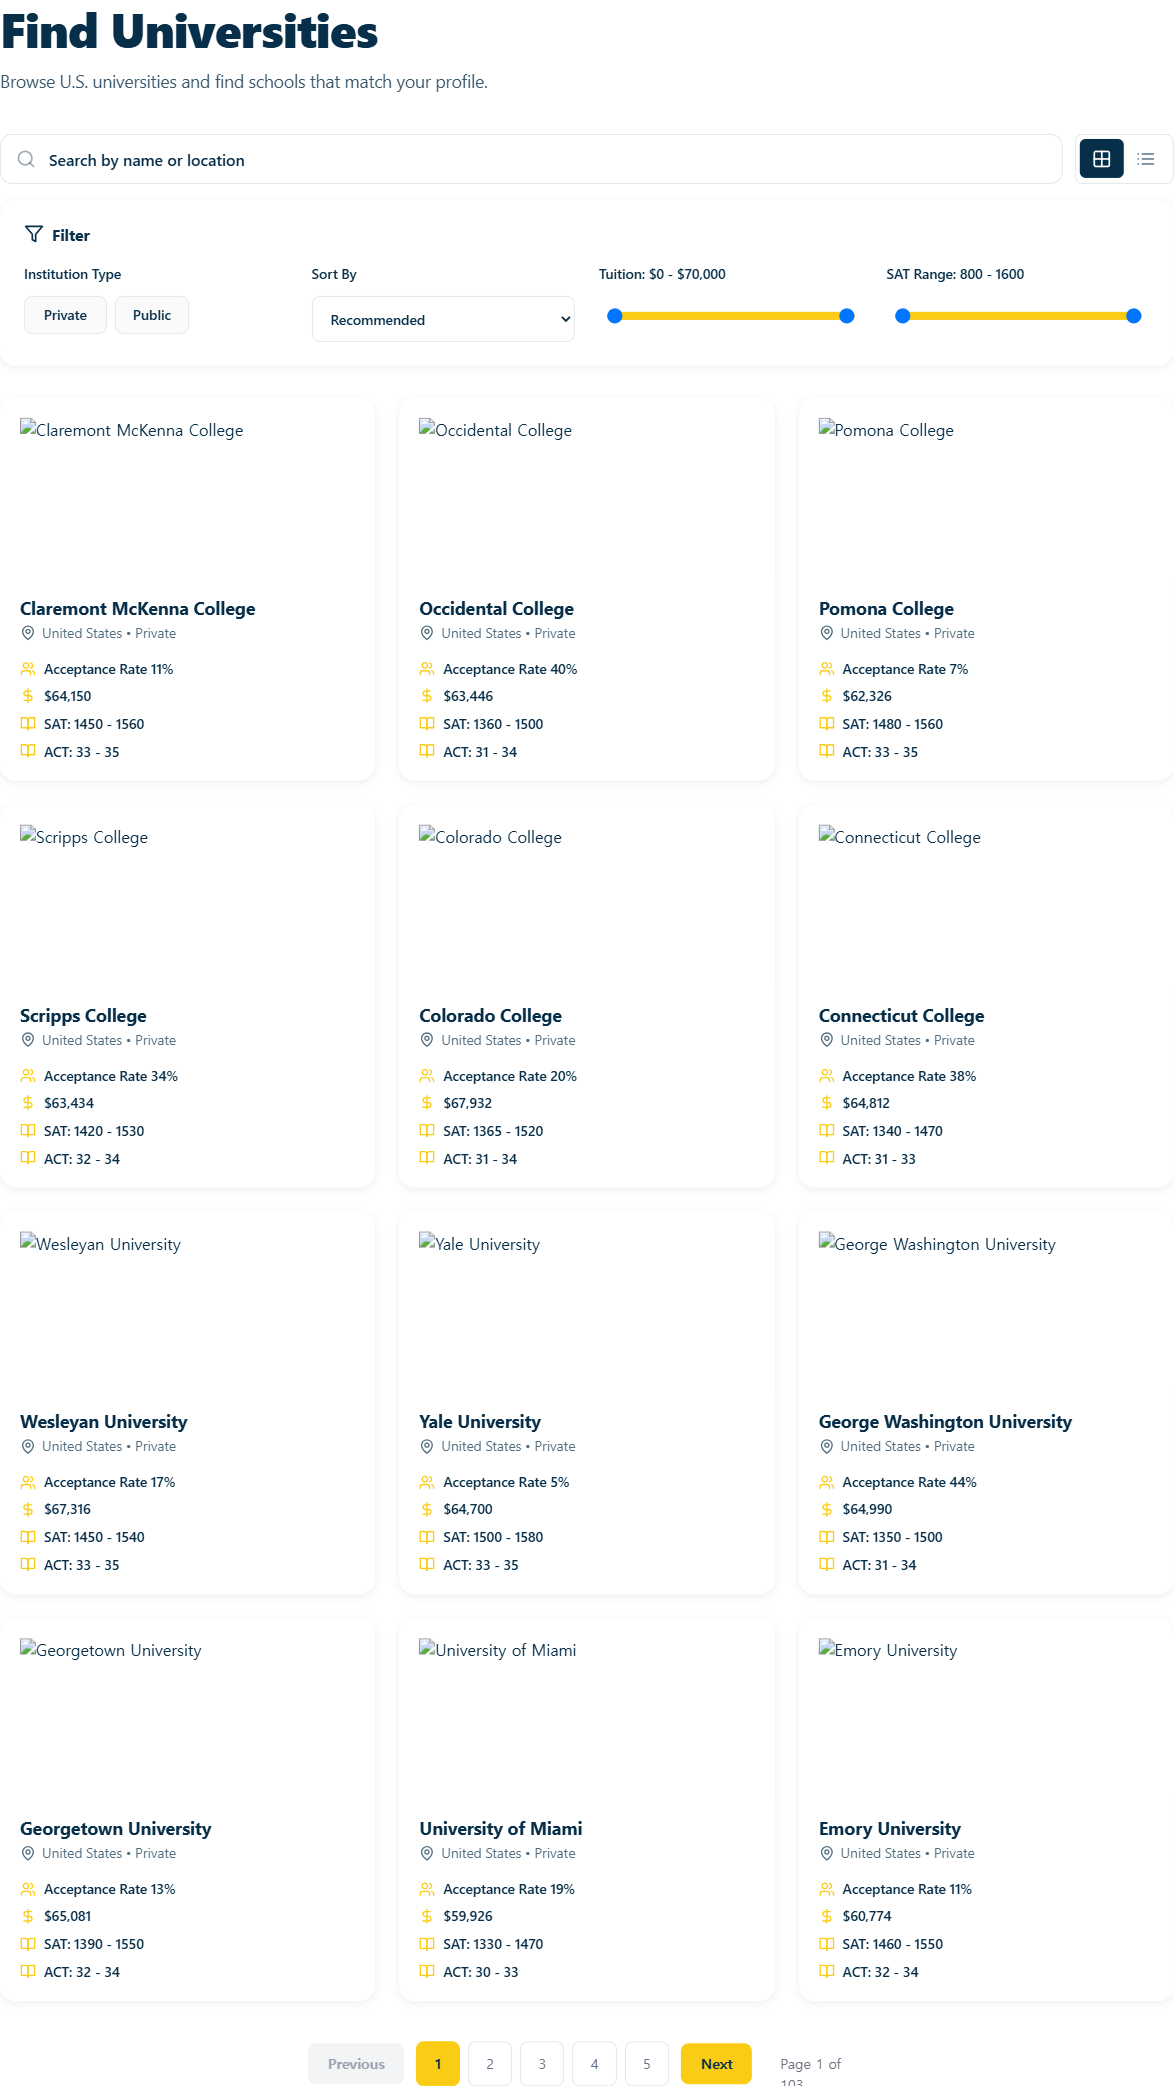 Find Universities
Browse U.S. universities and find schools that match your profile.
Search by name or location
Filter
Institution Type
Private Public
Sort By
Recommended
Tuition: $0 - $70,000
SAT Range: 800 - 1600
Claremont McKenna College
Claremont McKenna College
United States • Private
Acceptance Rate 11%
$64,150
SAT: 1450 - 1560
ACT: 33 - 35
Occidental College
Occidental College
United States • Private
Acceptance Rate 40%
$63,446
SAT: 1360 - 1500
ACT: 31 - 34
Pomona College
Pomona College
United States • Private
Acceptance Rate 7%
$62,326
SAT: 1480 - 1560
ACT: 33 - 35
Scripps College
Scripps College
United States • Private
Acceptance Rate 34%
$63,434
SAT: 1420 - 1530
ACT: 32 - 34
Colorado College
Colorado College
United States • Private
Acceptance Rate 20%
$67,932
SAT: 1365 - 1520
ACT: 31 - 34
Connecticut College
Connecticut College
United States • Private
Acceptance Rate 38%
$64,812
SAT: 1340 - 1470
ACT: 31 - 33
Wesleyan University
Wesleyan University
United States • Private
Acceptance Rate 17%
$67,316
SAT: 1450 - 1540
ACT: 33 - 35
Yale University
Yale University
United States • Private
Acceptance Rate 5%
$64,700
SAT: 1500 - 1580
ACT: 33 - 35
George Washington University
George Washington University
United States • Private
Acceptance Rate 44%
$64,990
SAT: 1350 - 1500
ACT: 31 - 34
Georgetown University
Georgetown University
United States • Private
Acceptance Rate 13%
$65,081
SAT: 1390 - 1550
ACT: 32 - 34
University of Miami
University of Miami
United States • Private
Acceptance Rate 19%
$59,926
SAT: 1330 - 1470
ACT: 30 - 33
Emory University
Emory University
United States • Private
Acceptance Rate 11%
$60,774
SAT: 1460 - 1550
ACT: 32 - 34
Previous 1 2 3 4 5 Next Page 1 of
103